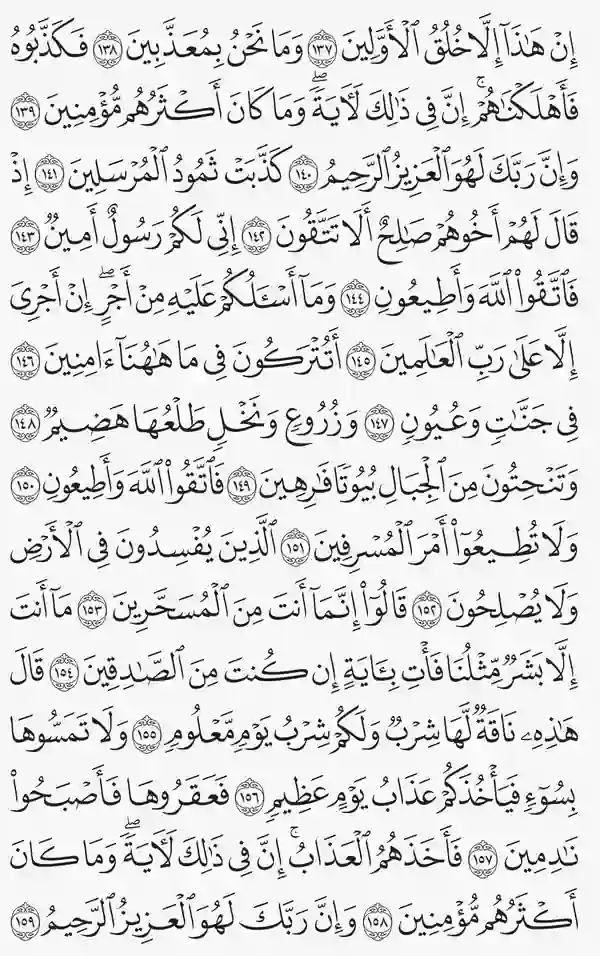 إِنْ هَٰذَآ إِلَّا خُلُقُ ٱلْأَوَّلِينَ ١٣٧ وَمَا نَحْنُ بِمُعَذَّبِينَ ١٣٨ فَكَذَّبُوهُ
فَأَهْلَكْنَٰهُمْ ۚ إِنَّ فِى ذَٰلِكَ لَـَٔايَةً ۖ وَمَا كَانَ أَكْثَرُهُم مُّؤْمِنِينَ ١٣٩
وَإِنَّ رَبَّكَ لَهُوَ ٱلْعَزِيزُ ٱلرَّحِيمُ ١٤٠ كَذَّبَتْ ثَمُودُ ٱلْمُرْسَلِينَ ١٤١ إِذْ
قَالَ لَهُمْ أَخُوهُمْ صَٰلِحٌ أَلَا تَتَّقُونَ ١٤٢ إِنِّى لَكُمْ رَسُولٌ أَمِينٌ ١٤٣
فَٱتَّقُوا۟ ٱللَّهَ وَأَطِيعُونِ ١٤٤ وَمَآ أَسْـَٔلُكُمْ عَلَيْهِ مِنْ أَجْرٍ ۖ إِنْ أَجْرِىَ
إِلَّا عَلَىٰ رَبِّ ٱلْعَٰلَمِينَ ١٤٥ أَتُتْرَكُونَ فِى مَا هَٰهُنَآ ءَامِنِينَ ١٤٦
فِى جَنَّٰتٍ وَعُيُونٍ ١٤٧ وَزُرُوعٍ وَنَخْلٍ طَلْعُهَا هَضِيمٌ ١٤٨
وَتَنْحِتُونَ مِنَ ٱلْجِبَالِ بُيُوتًا فَٰرِهِينَ ١٤٩ فَٱتَّقُوا۟ ٱللَّهَ وَأَطِيعُونِ ١٥٠
وَلَا تُطِيعُوٓا۟ أَمْرَ ٱلْمُسْرِفِينَ ١٥١ ٱلَّذِينَ يُفْسِدُونَ فِى ٱلْأَرْضِ
وَلَا يُصْلِحُونَ ١٥٢ قَالُوٓا۟ إِنَّمَآ أَنتَ مِنَ ٱلْمُسَحَّرِينَ ١٥٣ مَآ أَنتَ
إِلَّا بَشَرٌ مِّثْلُنَا فَأْتِ بِـَٔايَةٍ إِن كُنتَ مِنَ ٱلصَّٰدِقِينَ ١٥٤ قَالَ
هَٰذِهِۦ نَاقَةٌ لَّهَا شِرْبٌ وَلَكُمْ شِرْبُ يَوْمٍ مَّعْلُومٍ ١٥٥ وَلَا تَمَسُّوهَا
بِسُوٓءٍ فَيَأْخُذَكُمْ عَذَابُ يَوْمٍ عَظِيمٍ ١٥٦ فَعَقَرُوهَا فَأَصْبَحُوا۟
نَٰدِمِينَ ١٥٧ فَأَخَذَهُمُ ٱلْعَذَابُ ۚ إِنَّ فِى ذَٰلِكَ لَـَٔايَةً ۖ وَمَا كَانَ
أَكْثَرُهُم مُّؤْمِنِينَ ١٥٨ وَإِنَّ رَبَّكَ لَهُوَ ٱلْعَزِيزُ ٱلرَّحِيمُ ١٥٩